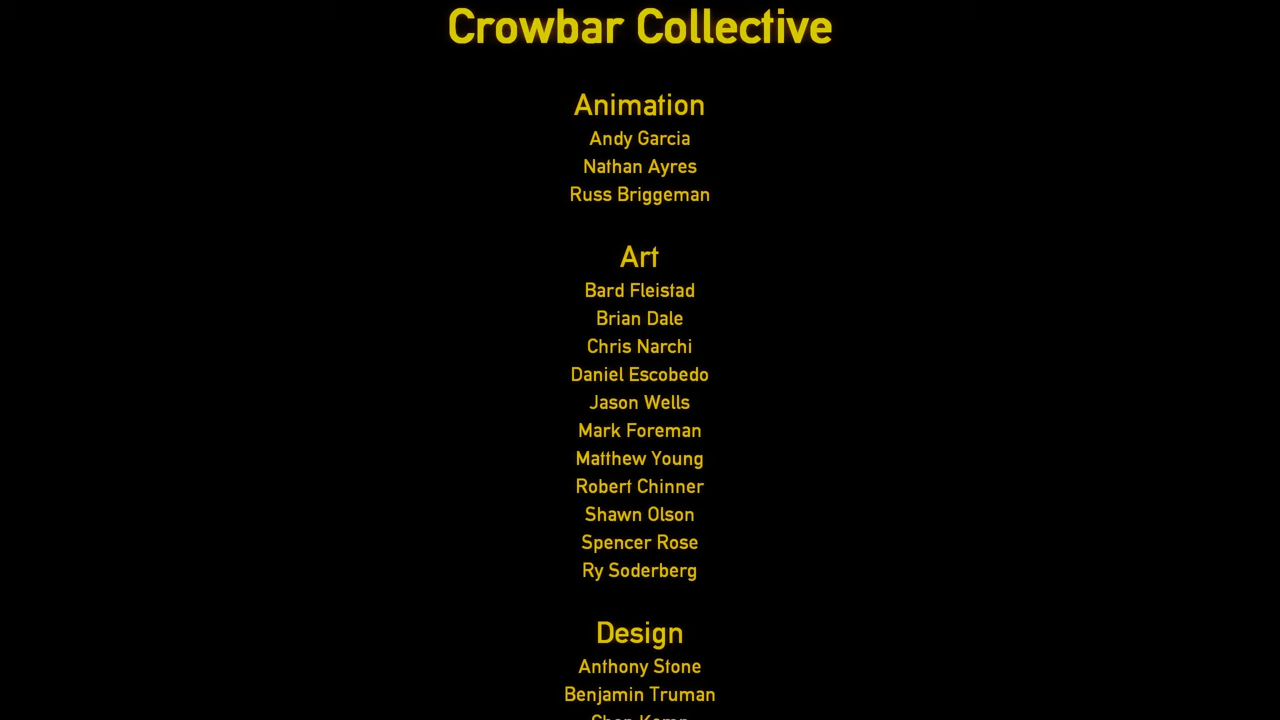 Crowbar Collective
Animation
Andy Garcia
Nathan Ayres
Russ Briggeman
Art
Bard Fleistad
Brian Dale
Chris Narchi
Daniel Escobedo
Jason Wells
Mark Foreman
Matthew Young
Robert Chinner
Shawn Olson
Spencer Rose
Ry Soderberg
Design
Anthony Stone
Benjamin Truman